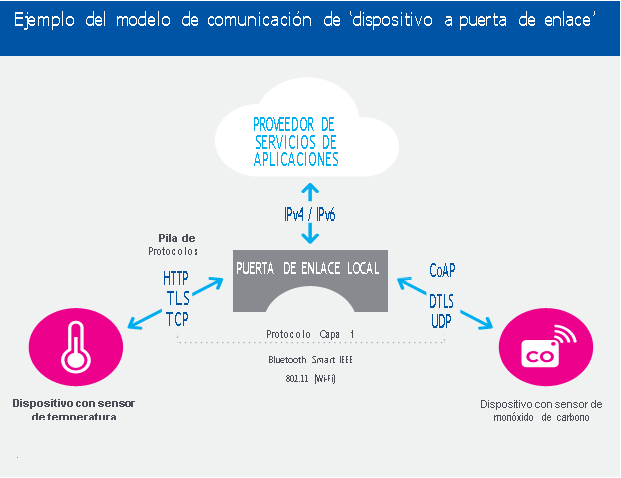 Ejemplo del modelo de comunicación de ‘dispositivo a puerta de enlace’
PROVEEDOR DE
SERVICIOS DE
APLICACIONES
IPv4 / IPv6
Pila de
Protocolos
HTTP
TLS
TCP
PUERTA DE ENLACE LOCAL
CoAP
DTLS
UDP
Protocolo Capa 1
Bluetooth Smart IEEE
802.11 (Wi-Fi)
CO
Dispositivo con sensor
de temperatura
Dispositivo con sensor de
monóxido de carbono